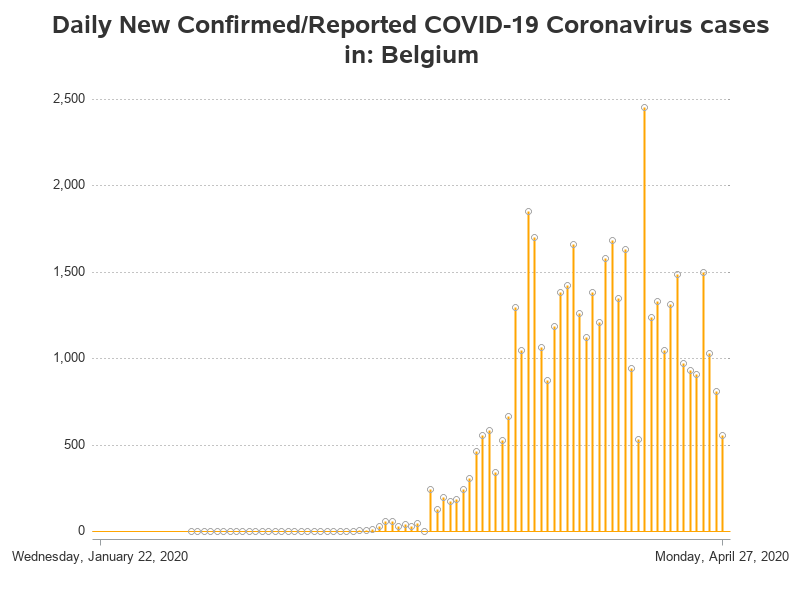 Daily New Confirmed/Reported COVID-19 Coronavirus cases
in: Belgium
2,500
2,000
1,500
1,000
500
0
Wednesday, January 22, 2020
Monday, April 27, 2020